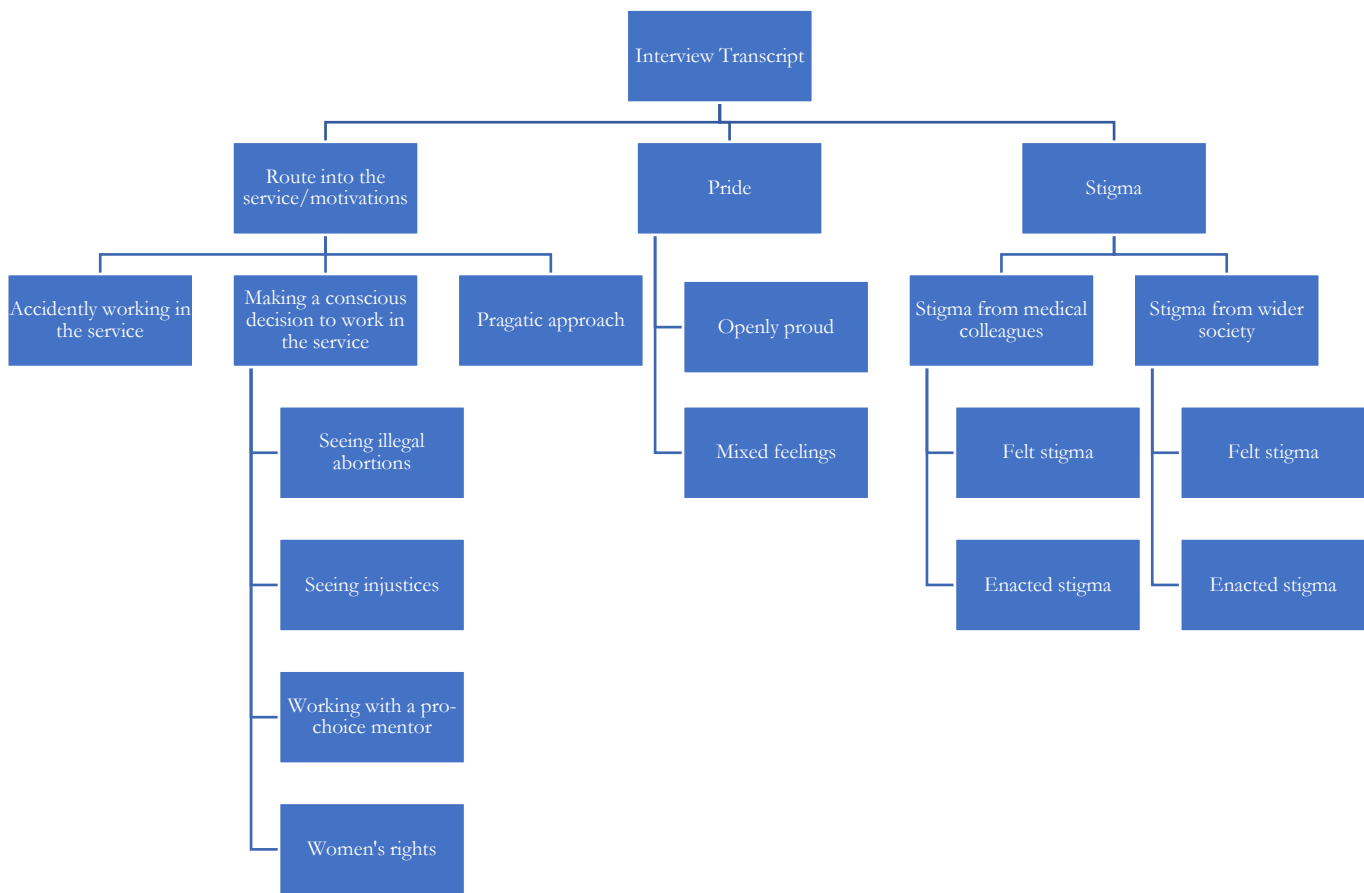 Interview Transcript
Route into the
service/motivations
Pride
Stigma
Accidently working in
the service
Making a conscious
decision to work in
the service
Pragatic approach
Openly proud
Stigma from medical
colleagues
Stigma from wider
society
Seeing illegal
abortions
Mixed feelings
Felt stigma
Felt stigma
Seeing injustices
Enacted stigma
Enacted stigma
Working with a pro-
choice mentor
Women's rights